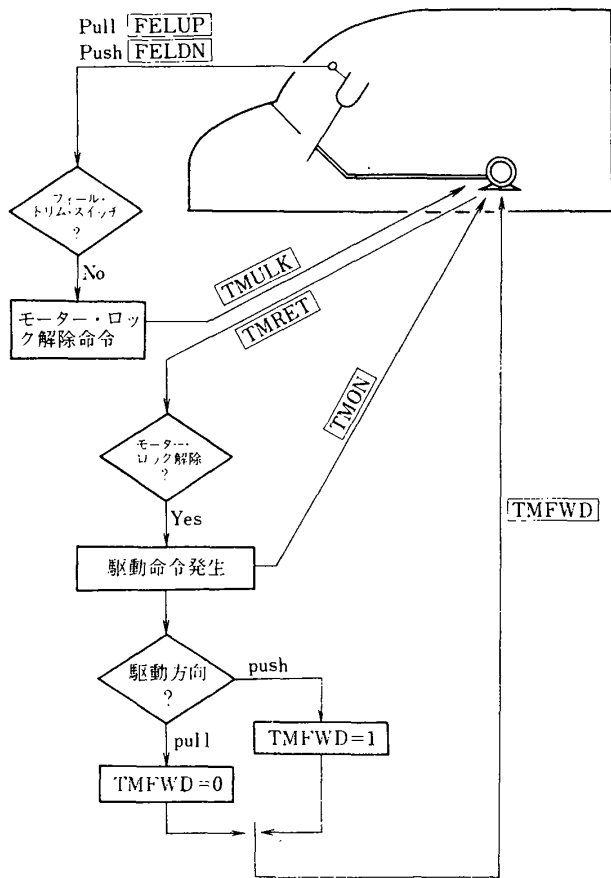 Pull FELUP
Push FELDN
フィール・
トリム・スイッチ
?
No
モーター・ロッ
ク解除命令
TMULK
TMRET
モーター・
ロック解除
?
Yes
TMON
TMFWD
駆動命令発生
駆動方向
?
push
pull
TMFWD=1
TMFWD=0